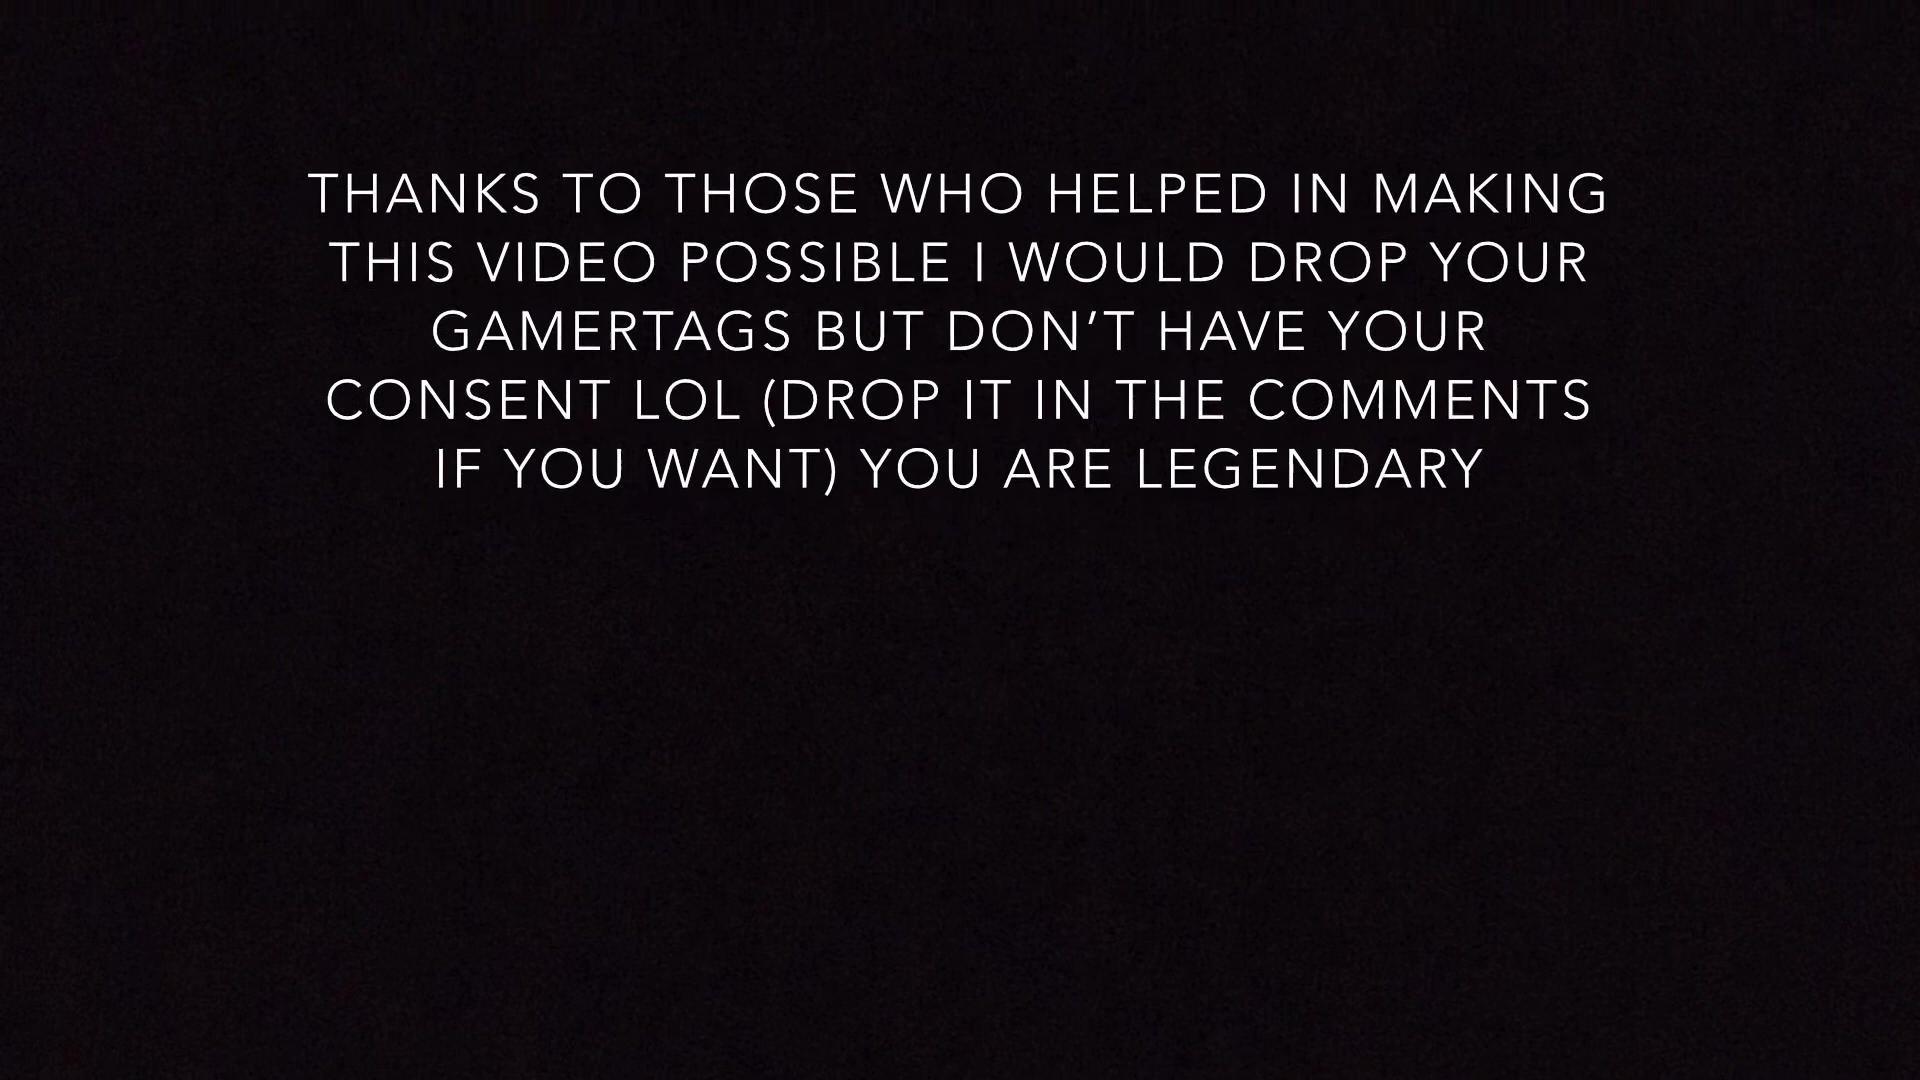 THANKS TO THOSE WHO HELPED IN MAKING
THIS VIDEO POSSIBLE I WOULD DROP YOUR
GAMERTAGS BUT DON’T HAVE YOUR
CONSENT LOL (DROP IT IN THE COMMENTS
IF YOU WANT) YOU ARE LEGENDARY